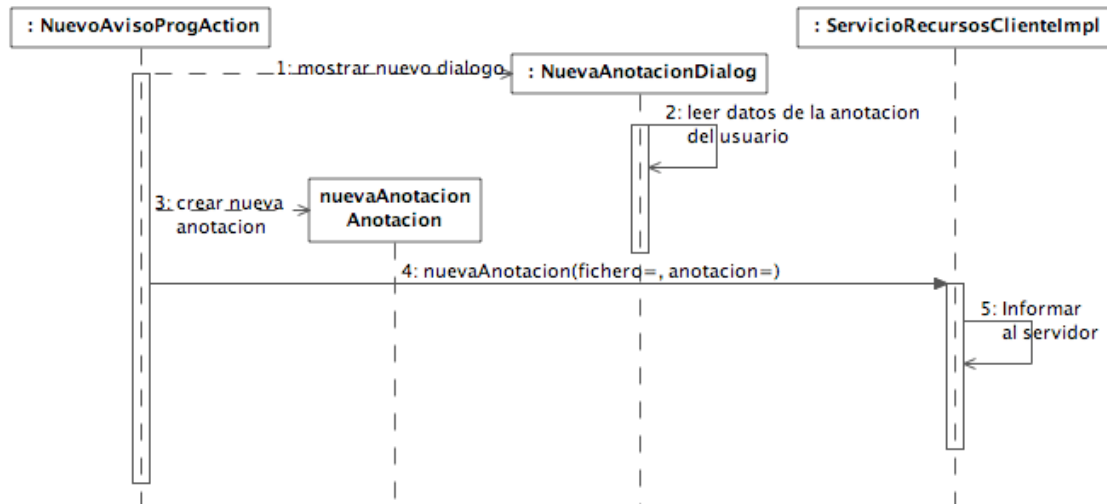 : NuevoAvisoProgAction
: ServicioRecursosClienteImpl
1: mostrar nuevo dialogo
: NuevaAnotacionDialog
2: leer datos de la anotacion
del usuario
3: crear nueva
anotacion
nuevaAnotacion
Anotacion
4: nuevaAnotacion(fichero=, anotacion=)
5: Informar
al servidor